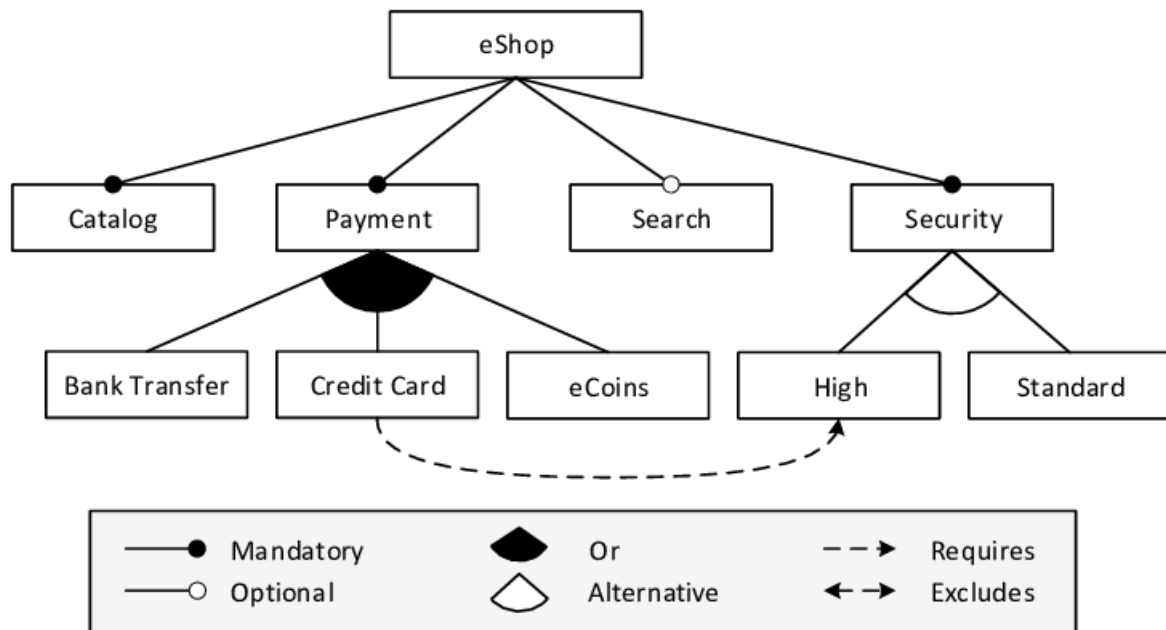 eShop
Catalog
Payment
Search
Security
Bank Transfer
Credit Card
eCoins
High
Standard
Mandatory
Or
Requires
Optional
Alternative
Excludes